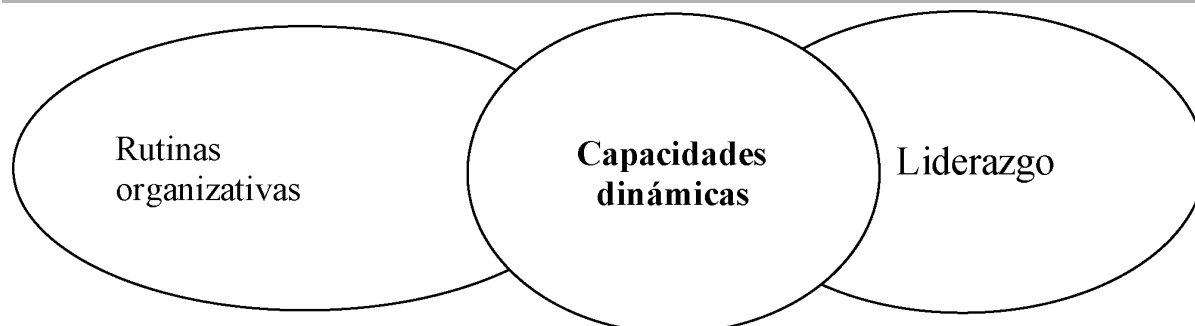 Rutinas
organizativas
Capacidades
dinámicas
Liderazgo